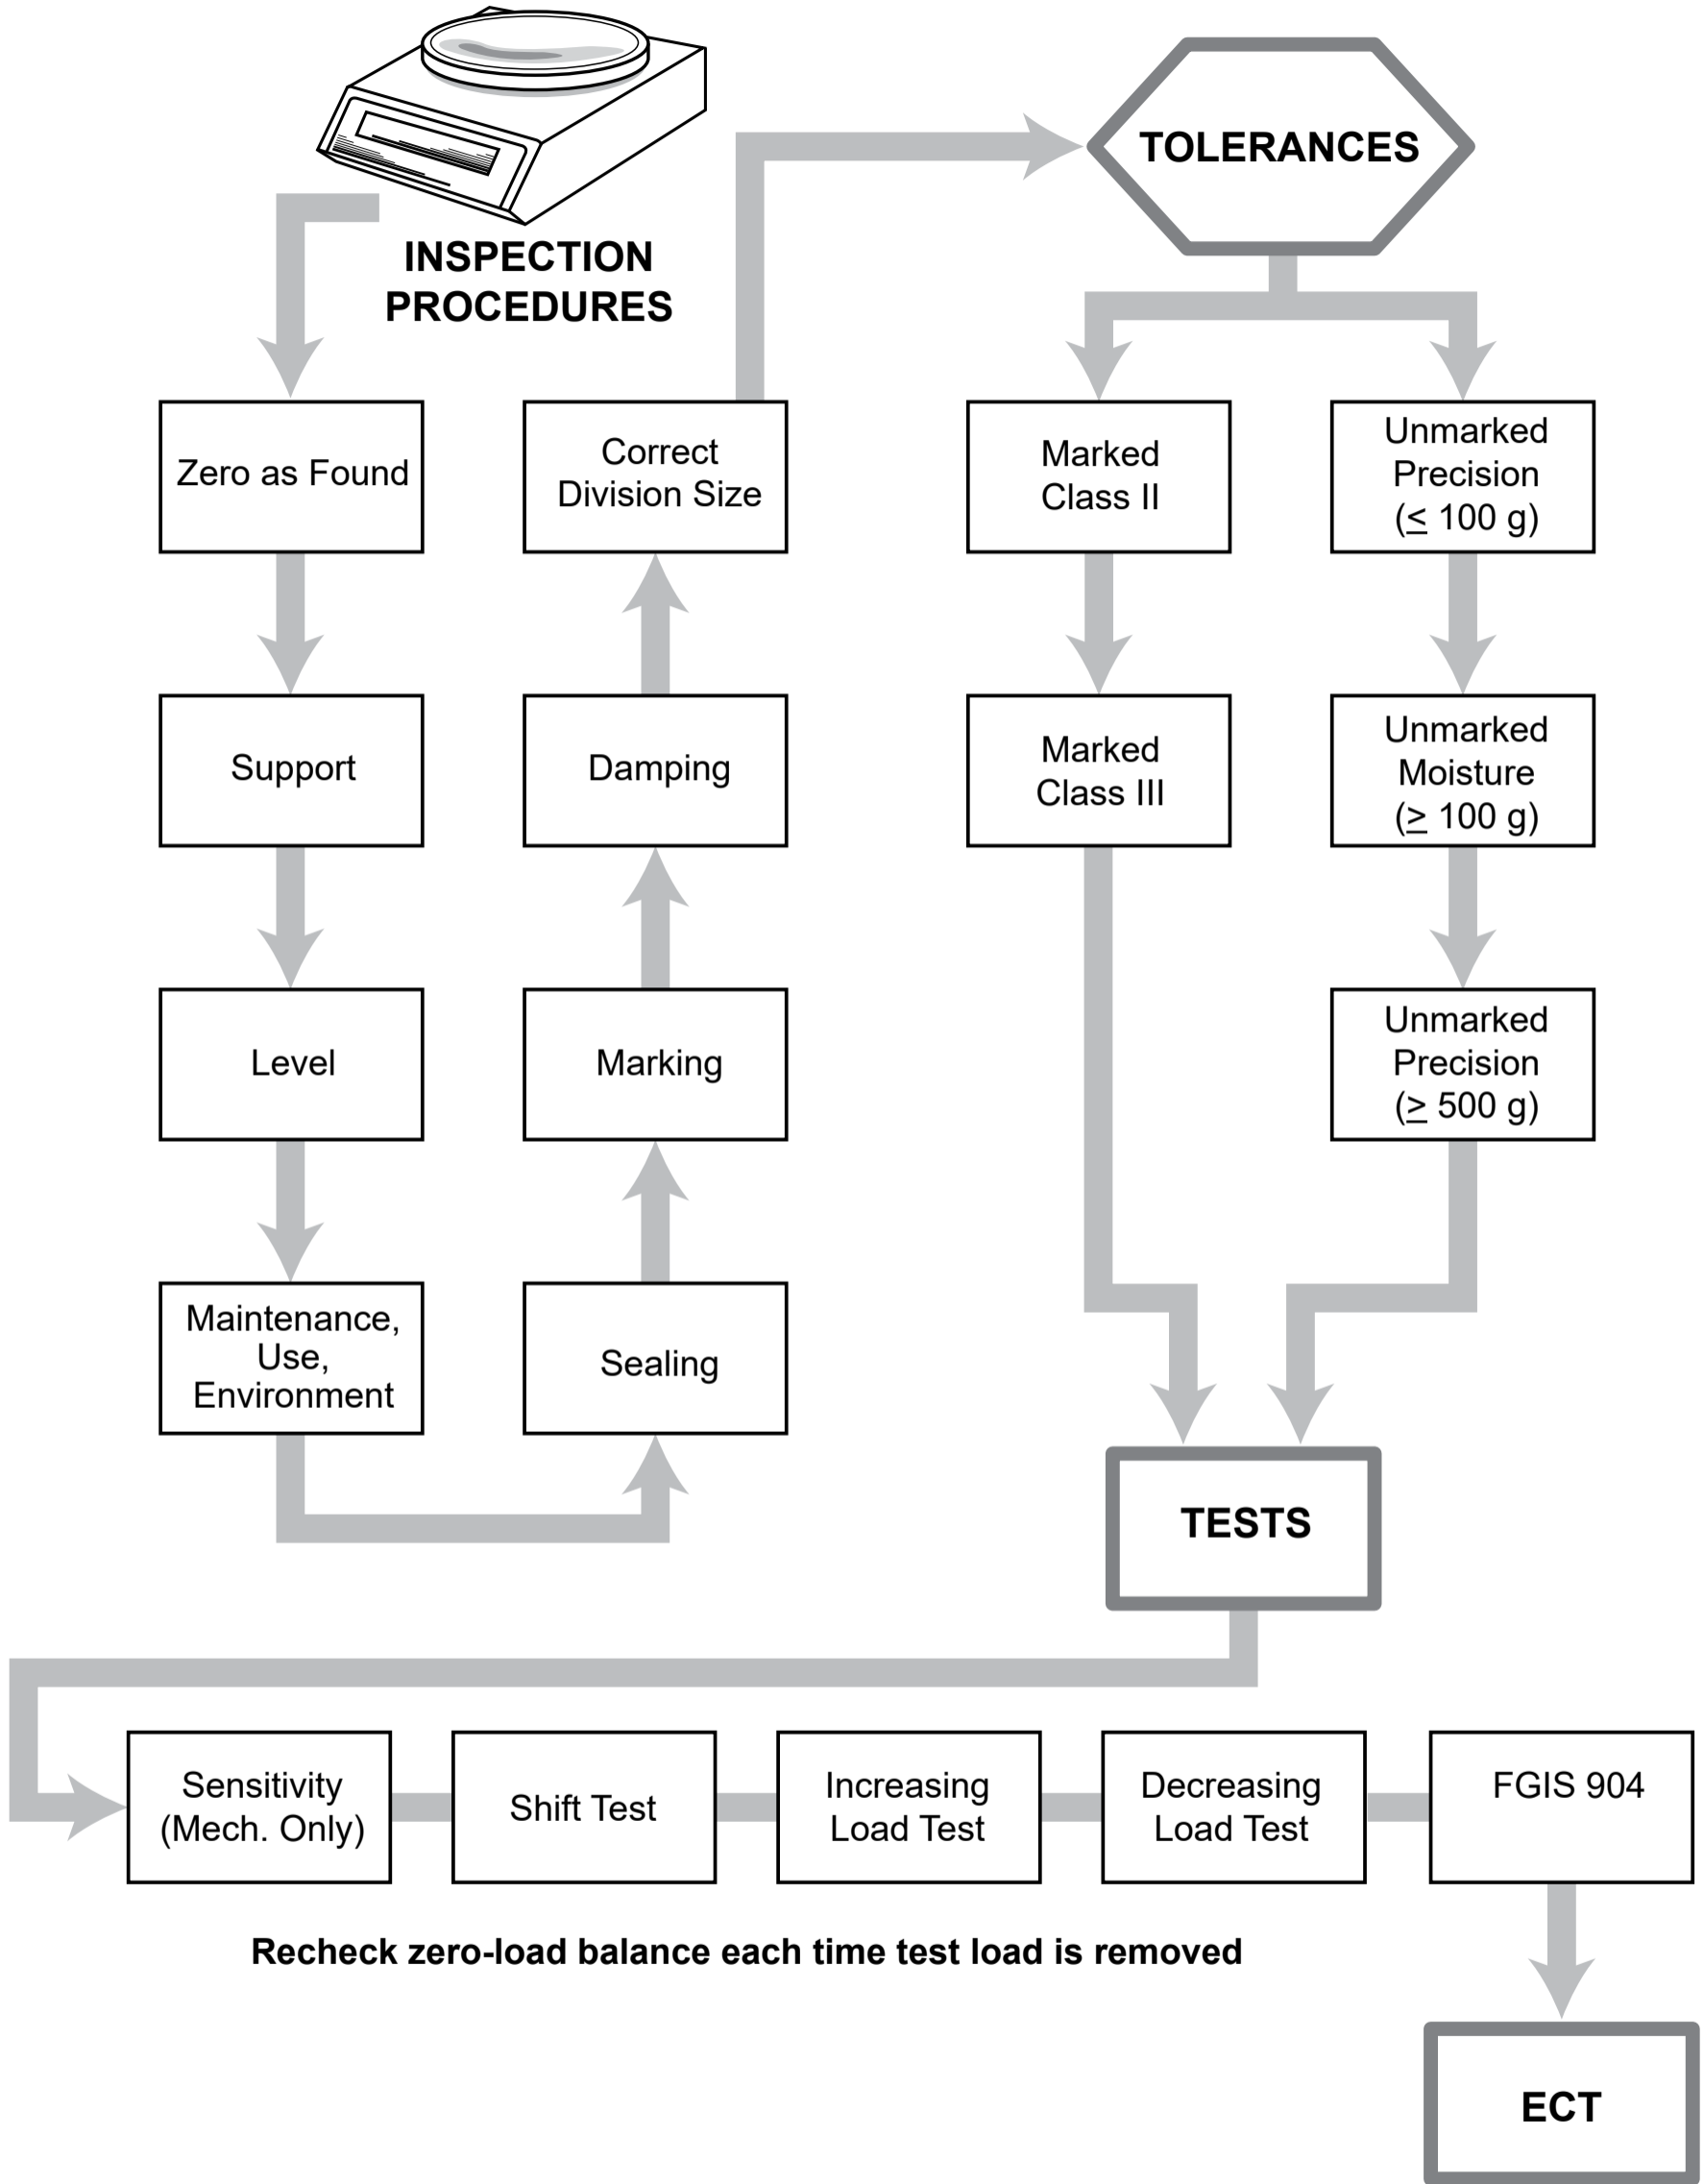 INSPECTION
PROCEDURES
Zero as Found
Support
Level
Maintenance,
Use,
Environment
Sealing
Marking
Damping
Correct
Division Size
TOLERANCES
Marked
Class II
Marked
Class III
Unmarked
Precision
(≤ 100 g)
Unmarked
Moisture
(≥ 100 g)
Unmarked
Precision
(≥ 500 g)
TESTS
Sensitivity
(Mech. Only)
Shift Test
Increasing
Load Test
Decreasing
Load Test
FGIS 904
Recheck zero-load balance each time test load is removed
ECT